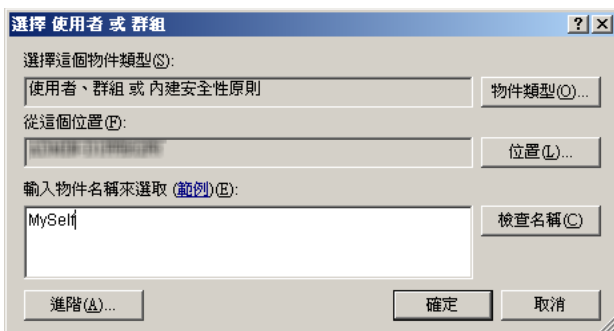 選擇 使用者 或 群組
選擇這個物件類型(S):
使用者、群組 或 內建安全性原則
物件類型(O)...
從這個位置(F):
位置(L)...
輸入物件名稱來選取 (範例)(E):
MySelf
檢查名稱(C)
進階(A)...
確定
取消